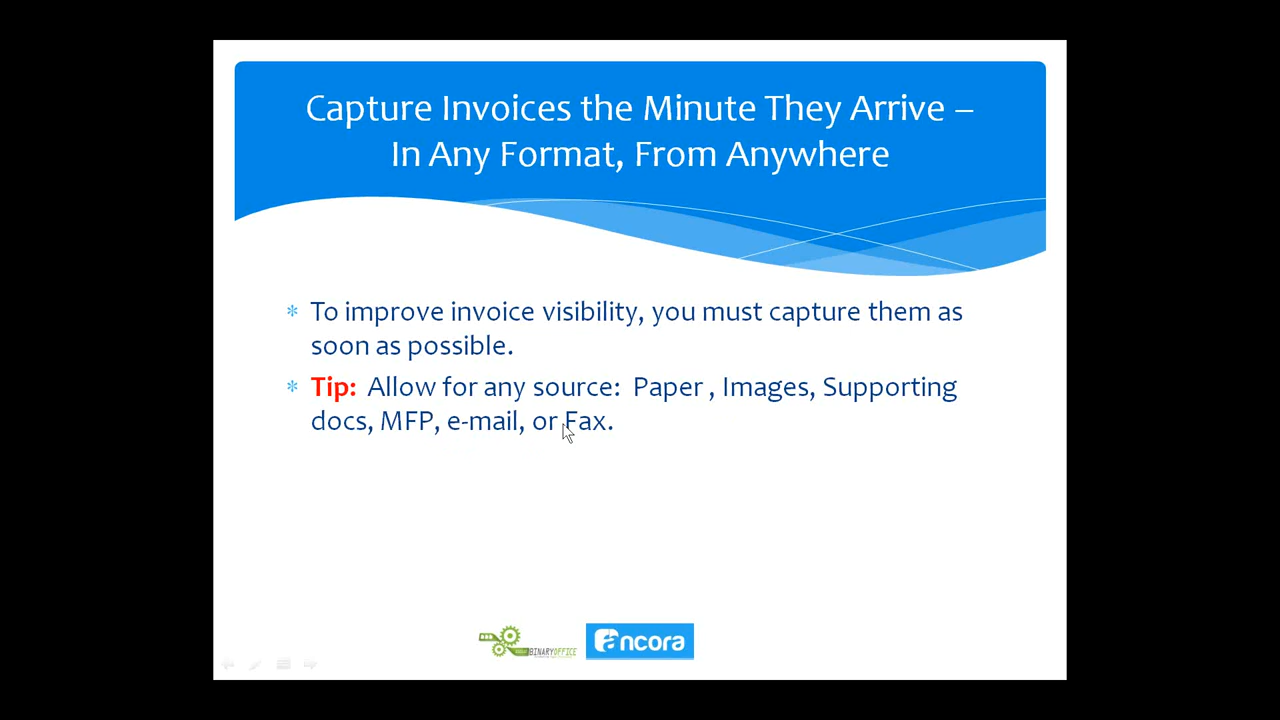 Capture Invoices the Minute They Arrive –
In Any Format, From Anywhere
* To improve invoice visibility, you must capture them as
soon as possible.
* Tip: Allow for any source: Paper , Images, Supporting
docs, MFP, e-mail, or Fax.
BINARYOFFICE
ancora